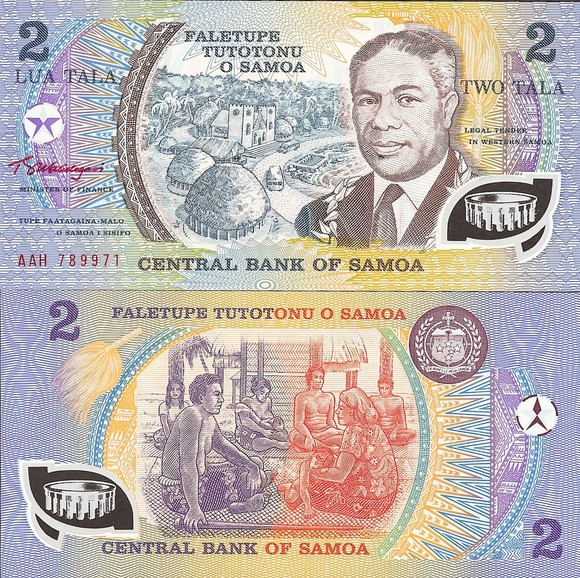 2
LUA TALA
FALETUPE
TUTOTONU
O SAMOA
2
TWO TALA
LEGAL TENDER
IN WESTERN SAMOA
MINISTER OF FINANCE
TUPE FAATAGAINA-MALO
O SAMOA I SISIFO
AAH 789971
CENTRAL BANK OF SAMOA
2
FALETUPE TUTOTONU O SAMOA
CENTRAL BANK OF SAMOA
2